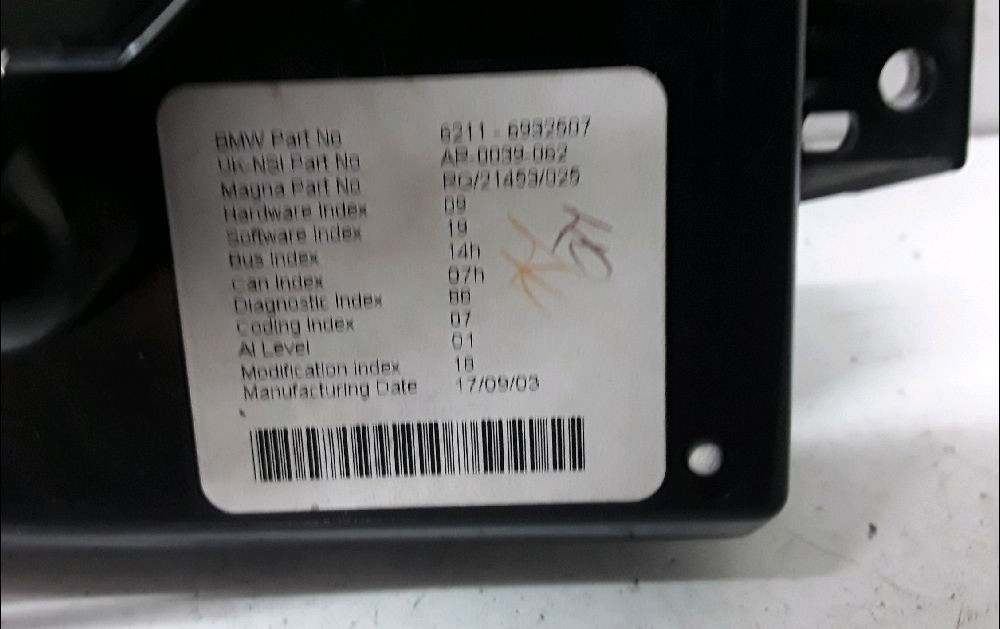 BMW Part No 6211 - 6932507
UK-NSI Part No AR-0039-062
Magna Part No RG/21453/025
Hardware Index 09
Software Index 19
Bus Index 14h
Can Index 07h
Diagnostic Index
Coding Index 07
AI Level 01
Modification Index 18
Manufacturing Date 17/09/03